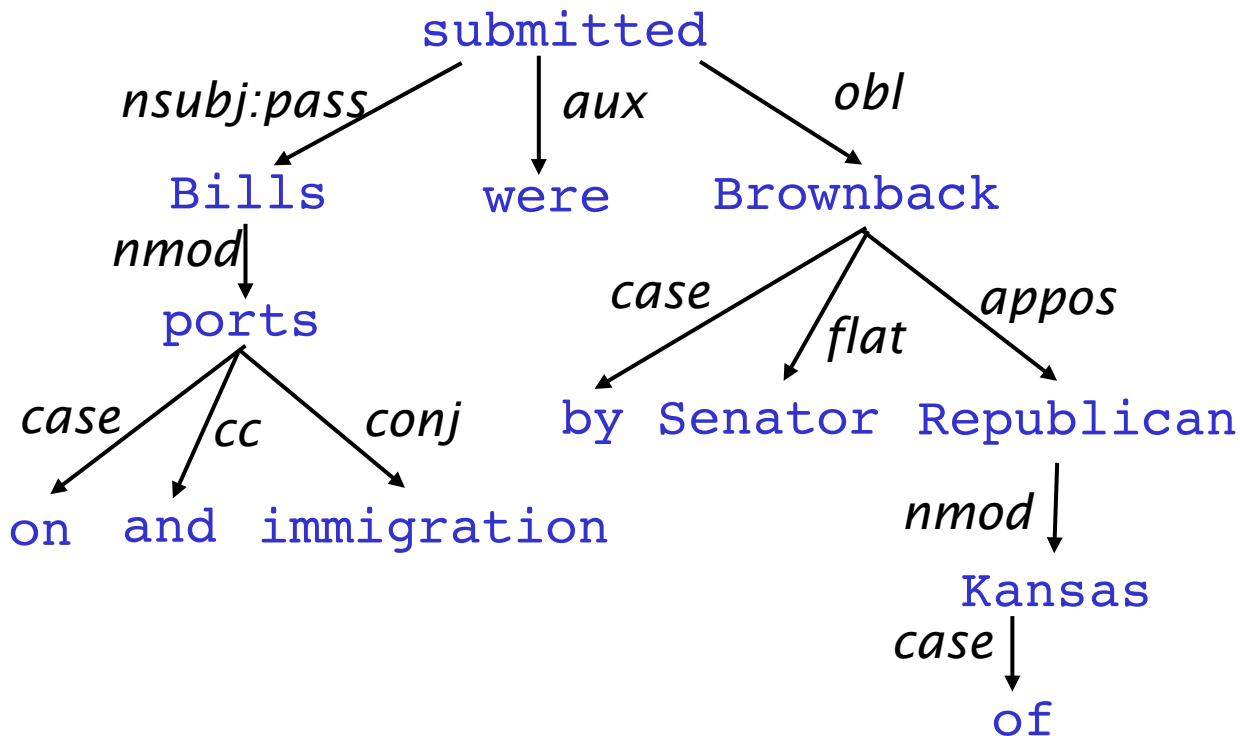 submitted
nsubj:pass aux obl
Bills were Brownback
nmod
case appos
ports
flat
case cc conj
by Senator Republican
on and immigration
nmod
Kansas
case
of